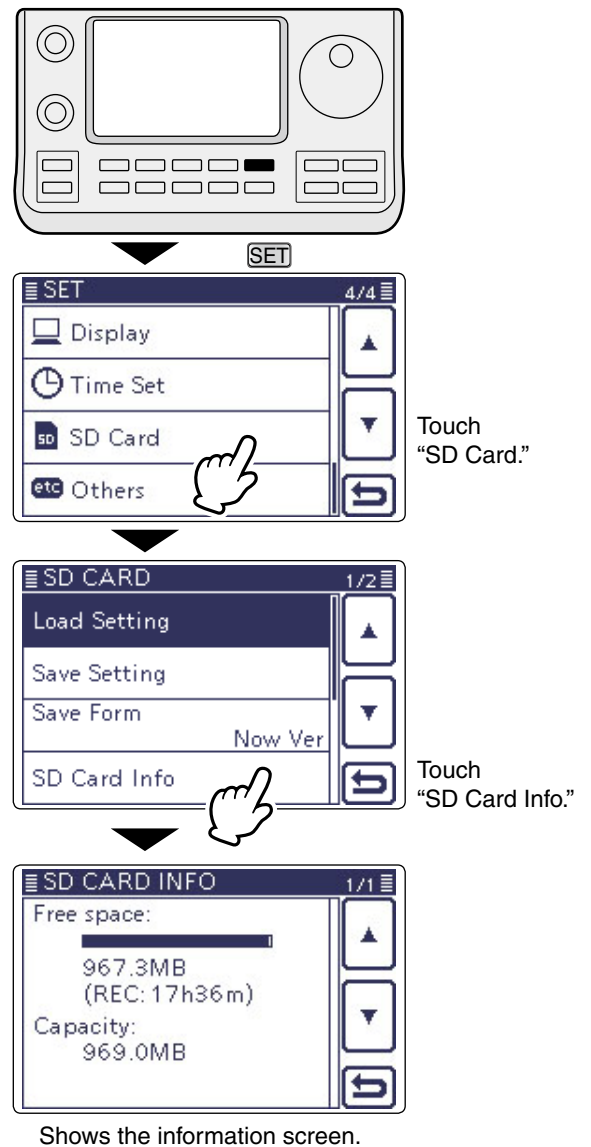 SET
SET 4/4
Display
Time Set
SD SD Card
etc Others
Touch
“SD Card.”
SD CARD 1/2
Load Setting
Save Setting
Save Form
Now Ver
SD Card Info
Touch
“SD Card Info.”
SD CARD INFO 1/1
Free space:
967.3MB
(REC: 17h36m)
Capacity:
969.0MB
Shows the information screen.